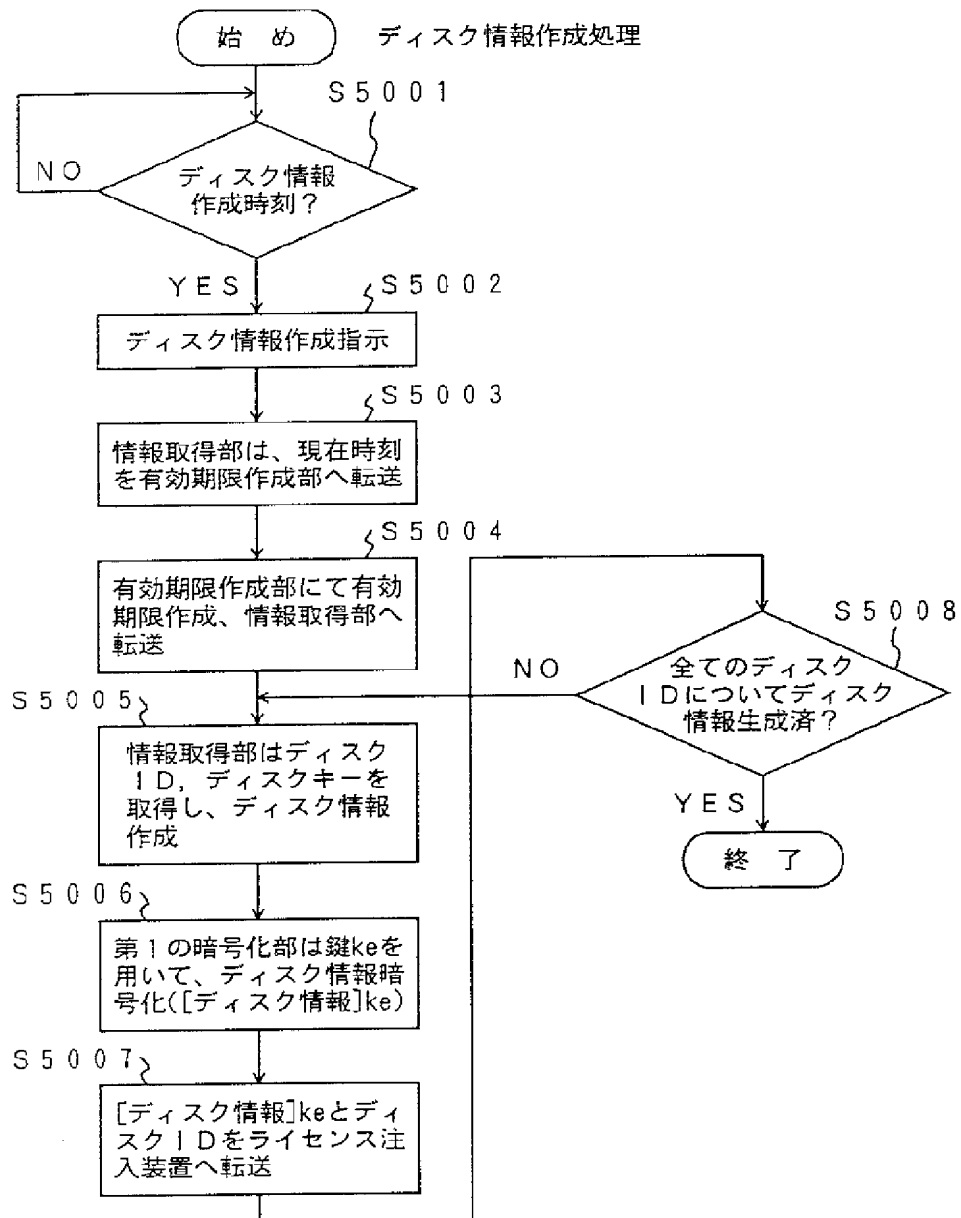 始 め
ディスク情報作成処理
S5001
ディスク情報
作成時刻?
NO
YES
S5002
ディスク情報作成指示
S5003
情報取得部は、現在時刻
を有効期限作成部へ転送
S5004
有効期限作成部にて有効
期限作成、情報取得部へ
転送
S5005
情報取得部はディスク
ID,ディスクキーを
取得し、ディスク情報
作成
S5006
第1の暗号化部は鍵keを
用いて、ディスク情報暗
号化([ディスク情報]ke)
S5007
[ディスク情報]keとディ
スクIDをライセンス注
入装置へ転送
S5008
全てのディスク
IDについてディスク
情報生成済?
NO
YES
終 了